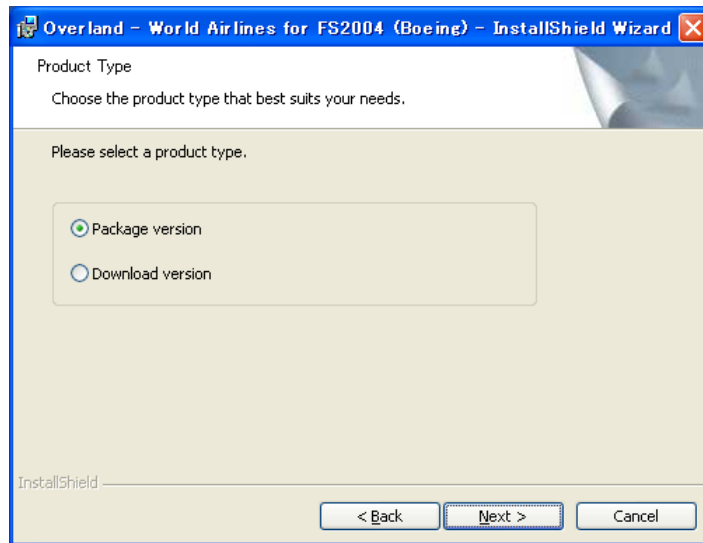 Overland - World Airlines for FS2004 (Boeing) - InstallShield Wizard
Product Type
Choose the product type that best suits your needs.
Please select a product type.
Package version
Download version
InstallShield
< Back
Next >
Cancel